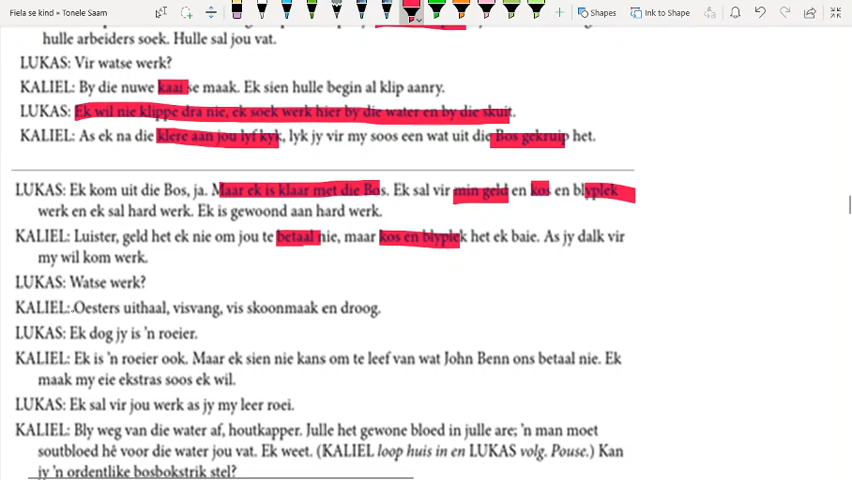 Fiela se kind › Tonele Saam
Shapes
Ink to Shape
hulle arbeiders soek. Hulle sal jou vat.
LUKAS: Vir watse werk?
KALIEL: By die nuwe kaai se maak. Ek sien hulle begin al klip aanry.
LUKAS: Ek wil nie klippe dra nie, ek soek werk hier by die water en by die skuit.
KALIEL: As ek na die klere aan jou lyf kyk, lyk jy vir my soos een wat uit die Bos gekruip het.
LUKAS: Ek kom uit die Bos, ja. Maar ek is klaar met die Bos. Ek sal vir min geld en kos en blyplek
werk en ek sal hard werk. Ek is gewoond aan hard werk.
KALIEL: Luister, geld het ek nie om jou te betaal nie, maar kos en blyplek het ek baie. As jy dalk vir
my wil kom werk.
LUKAS: Watse werk?
KALIEL: Oesters uithaal, visvang, vis skoonmaak en droog.
LUKAS: Ek dog jy is 'n roeier.
KALIEL: Ek is 'n roeier ook. Maar ek sien nie kans om te leef van wat John Benn ons betaal nie. Ek
maak my eie ekstras soos ek wil.
LUKAS: Ek sal vir jou werk as jy my leer roei.
KALIEL: Bly weg van die water af, houtkapper. Julle het gewone bloed in julle are; 'n man moet
soutbloed hê voor die water jou vat. Ek weet. (KALIEL loop huis in en LUKAS volg. Pouse.) Kan
jy 'n ordentlike bosbokstrik stel?